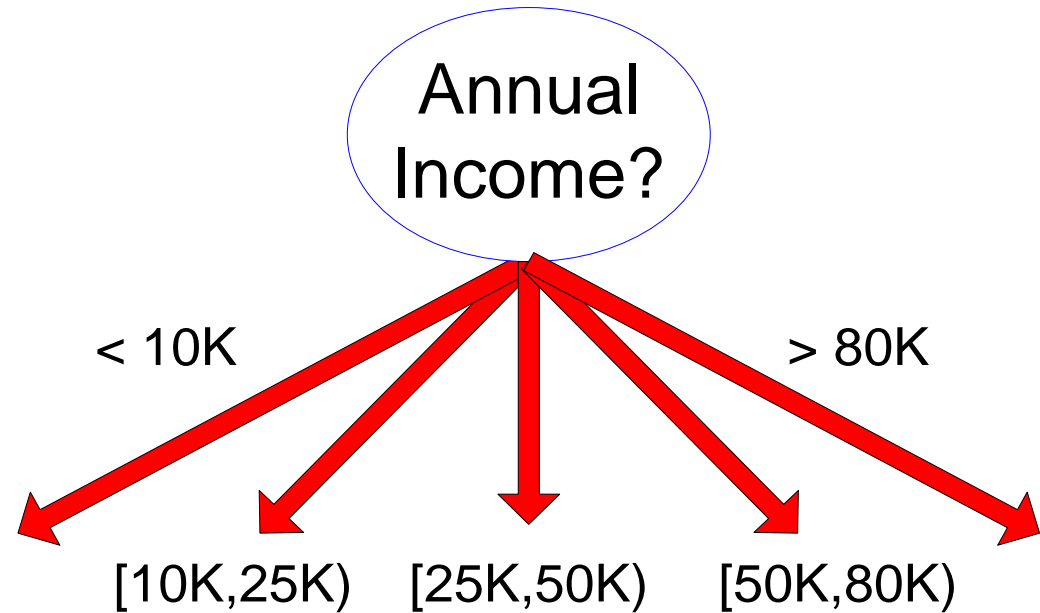 Annual
Income?
< 10K
> 80K
[10K,25K)
[25K,50K)
[50K,80K)